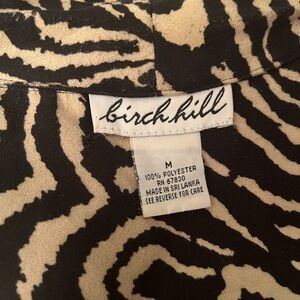 birch hill
M
100% POLYESTER
RN 67830
MADE IN SRI LANKA
SEE REVERSE FOR CARE